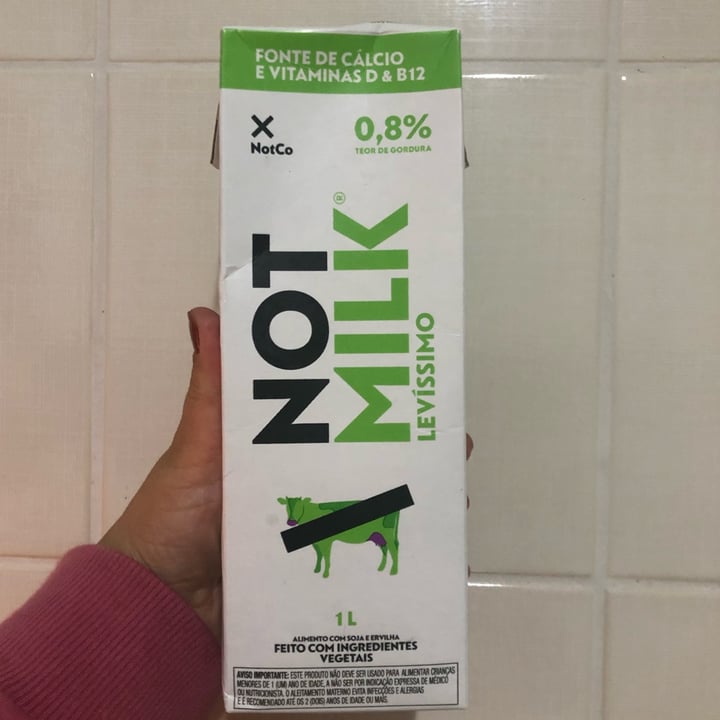 FONTE DE CÁLCIO
E VITAMINAS D & B12
NotCo
0,8%
TEOR DE GORDURA
NOT
MILK®
LEVÍSSIMO
1 L
ALIMENTO COM SOJA E ERVILHA
FEITO COM INGREDIENTES
VEGETAIS
AVISO IMPORTANTE: ESTE PRODUTO NÃO DEVE SER USADO PARA ALIMENTAR CRIANÇAS
MENORES DE 1 (UM) ANO DE IDADE, A NÃO SER POR INDICAÇÃO EXPRESSA DE MÉDICO
OU NUTRICIONISTA. O ALEITAMENTO MATERNO EVITA INFECÇÕES E ALERGIAS
E É RECOMENDADO ATÉ OS 2 (DOIS) ANOS DE IDADE OU MAIS.